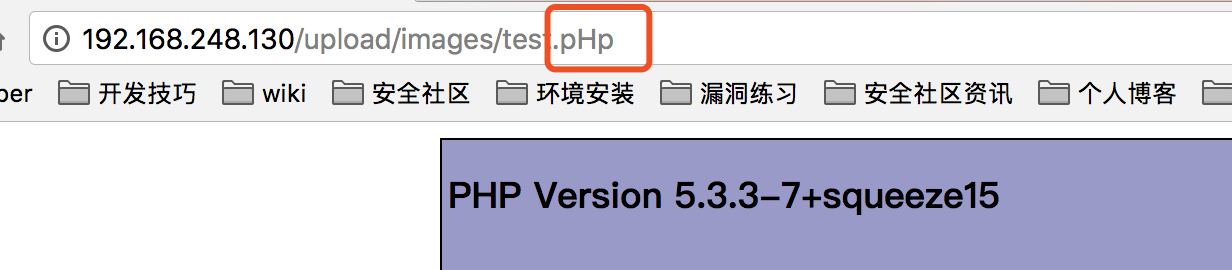 192.168.248.130/upload/images/test.pHp
per 开发技巧 wiki 安全社区 环境安装 漏洞练习 安全社区资讯 个人博客
PHP Version 5.3.3-7+squeeze15